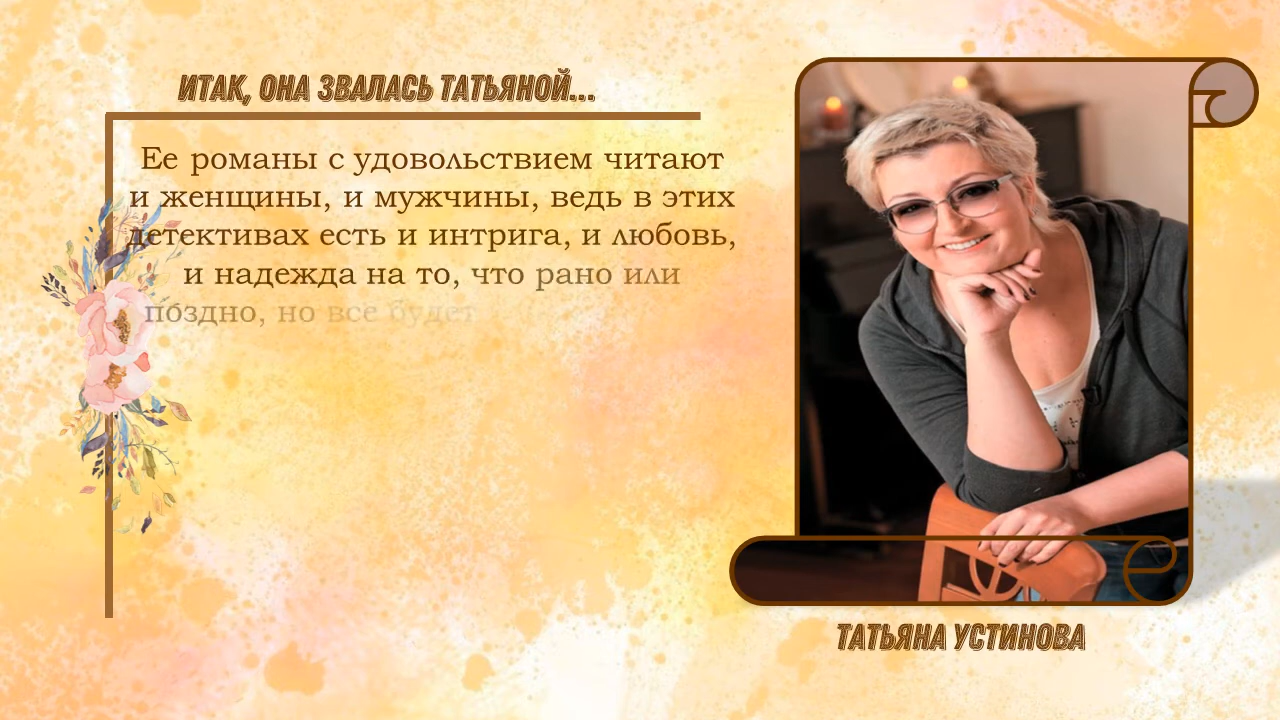 ИТАК, ОНА ЗВАЛАСЬ ТАТЬЯНОЙ...
Ее романы с удовольствием читают
и женщины, и мужчины, ведь в этих
детективах есть и интрига, и любовь,
и надежда на то, что рано или
поздно, но все будет
ТАТЬЯНА УСТИНОВА